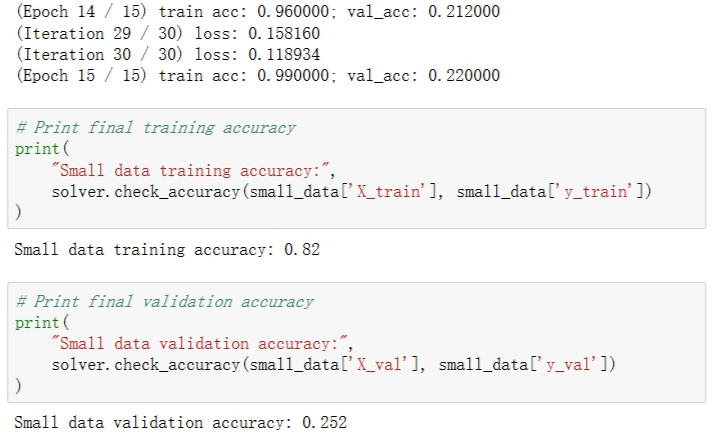 (Epoch 14 / 15) train acc: 0.960000; val_acc: 0.212000
(Iteration 29 / 30) loss: 0.158160
(Iteration 30 / 30) loss: 0.118934
(Epoch 15 / 15) train acc: 0.990000; val_acc: 0.220000
# Print final training accuracy
print(
    "Small data training accuracy:",
    solver.check_accuracy(small_data['X_train'], small_data['y_train'])
)
Small data training accuracy: 0.82
# Print final validation accuracy
print(
    "Small data validation accuracy:",
    solver.check_accuracy(small_data['X_val'], small_data['y_val'])
)
Small data validation accuracy: 0.252